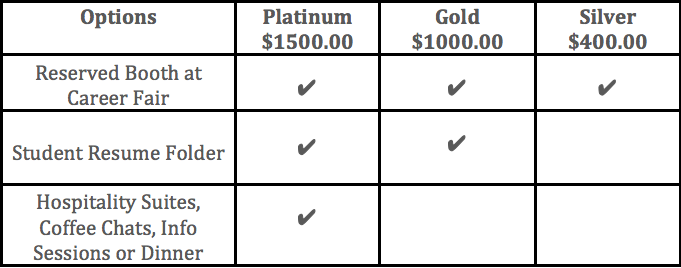 Options Platinum Gold Silver
$1500.00 $1000.00 $400.00
Reserved Booth at
Career Fair ✔ ✔ ✔
Student Resume Folder ✔ ✔
Hospitality Suites,
Coffee Chats, Info ✔
Sessions or Dinner